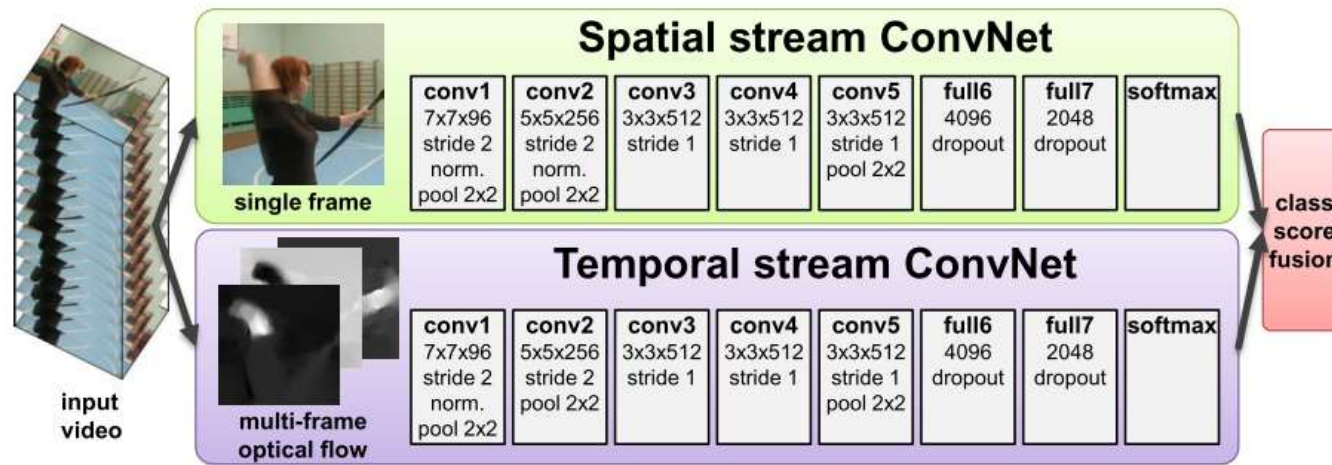 Spatial stream ConvNet
single frame
conv1
7x7x96
stride 2
norm.
pool 2x2
conv2
5x5x256
stride 2
norm.
pool 2x2
conv3
3x3x512
stride 1
conv4
3x3x512
stride 1
conv5
3x3x512
stride 1
pool 2x2
full6
4096
dropout
full7
2048
dropout
softmax
input
video
Temporal stream ConvNet
multi-frame
optical flow
conv1
7x7x96
stride 2
norm.
pool 2x2
conv2
5x5x256
stride 2
pool 2x2
conv3
3x3x512
stride 1
conv4
3x3x512
stride 1
conv5
3x3x512
stride 1
pool 2x2
full6
4096
dropout
full7
2048
dropout
softmax
class
score
fusion